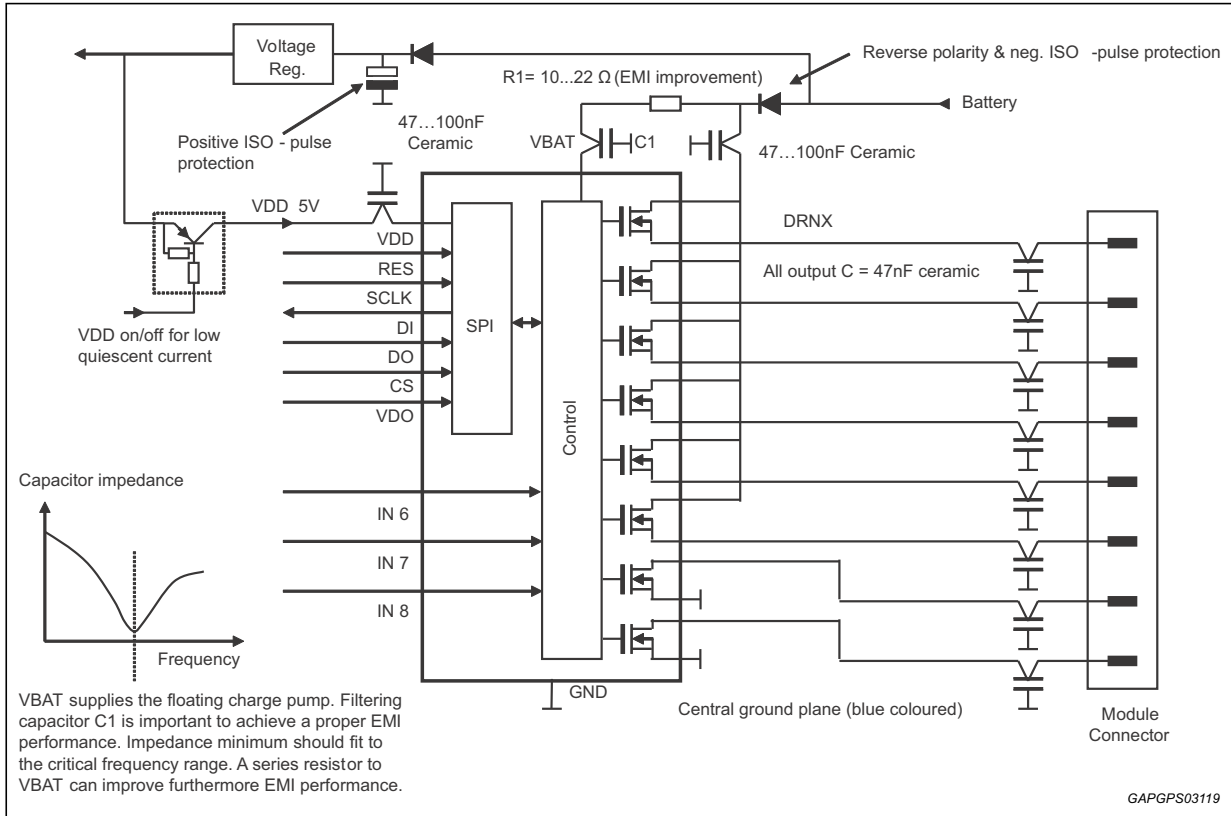 Voltage
Reg.
Reverse polarity & neg. ISO -pulse protection
R1= 10...22 Ω (EMI improvement)
Battery
Positive ISO - pulse
protection
47...100nF
Ceramic
VBAT
C1
47...100nF Ceramic
VDD 5V
DRNX
VDD
RES
All output C = 47nF ceramic
SCLK
SPI
DI
VDD on/off for low
quiescent current
DO
CS
VDO
Control
Capacitor impedance
IN 6
IN 7
IN 8
Frequency
GND
VBAT supplies the floating charge pump. Filtering
capacitor C1 is important to achieve a proper EMI
performance. Impedance minimum should fit to
the critical frequency range. A series resistor to
VBAT can improve furthermore EMI performance.
Central ground plane (blue coloured)
Module
Connector
GAPGPS03119